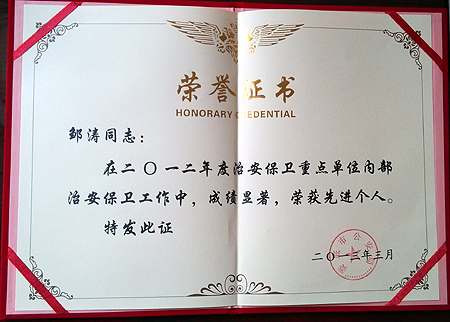 荣誉证书
HONORARY CREDENTIAL
邹涛同志：
在二〇一二年度治安保卫重点单位内部
治安保卫工作中，成绩显著，荣获先进个人。
特发此证
二〇一三年三月